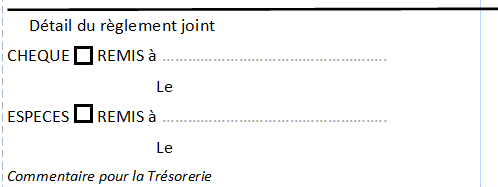 Détail du règlement joint
CHEQUE REMIS à ……………………………………………
Le
ESPECES REMIS à ……………………………………………
Le
Commentaire pour la Trésorerie